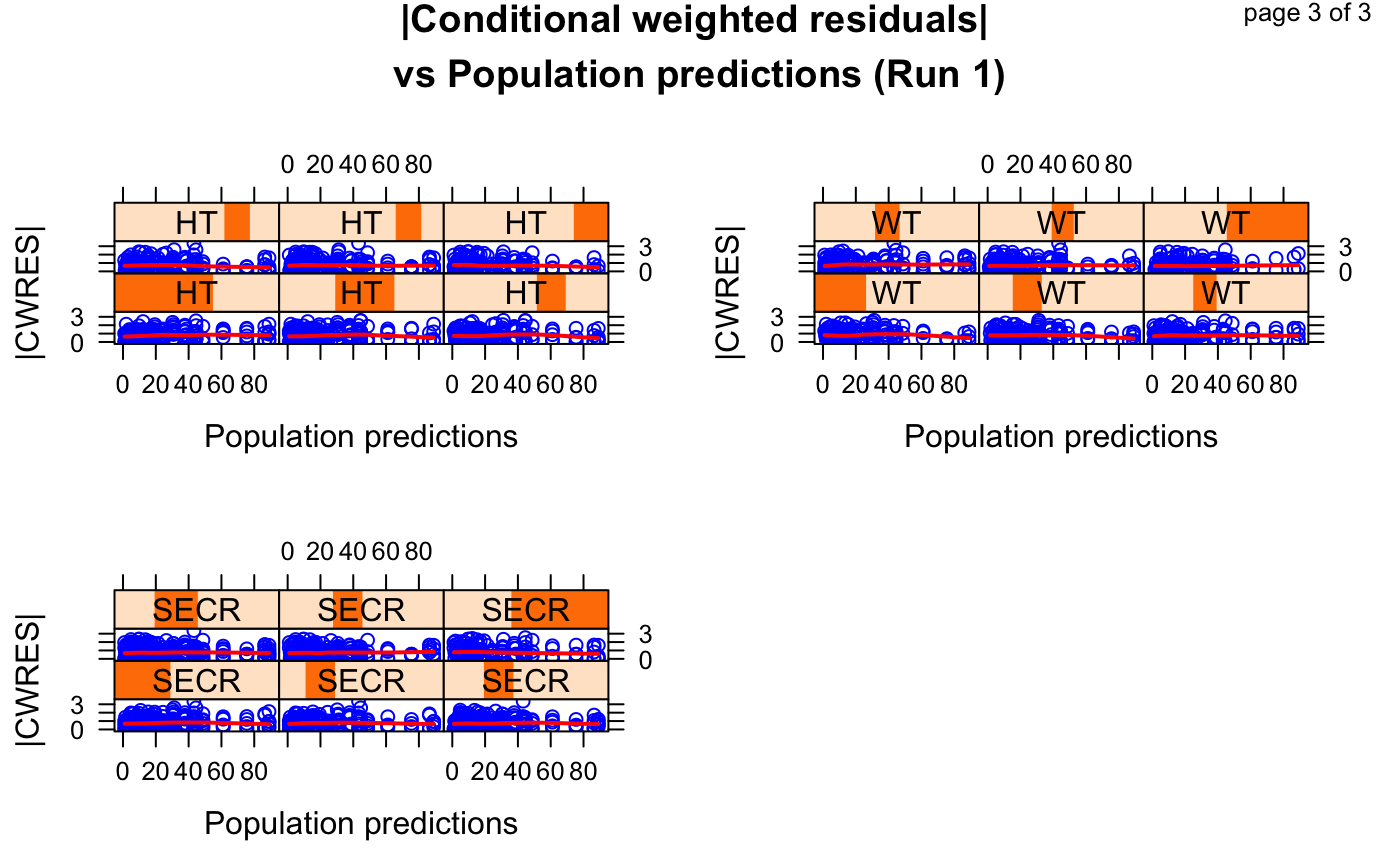 |Conditional weighted residuals|
page 3 of 3
vs Population predictions (Run 1)
0 20 40 60 80
HT HT HT
3
0
HT HT HT
3
0
|CWRES|
0 20 40 60 80 0 20 40 60 80
Population predictions
0 20 40 60 80
WT WT WT
3
0
WT WT WT
3
0
|CWRES|
0 20 40 60 80 0 20 40 60 80
Population predictions
0 20 40 60 80
SECR SECR SECR
3
0
SECR SECR SECR
3
0
|CWRES|
0 20 40 60 80 0 20 40 60 80
Population predictions